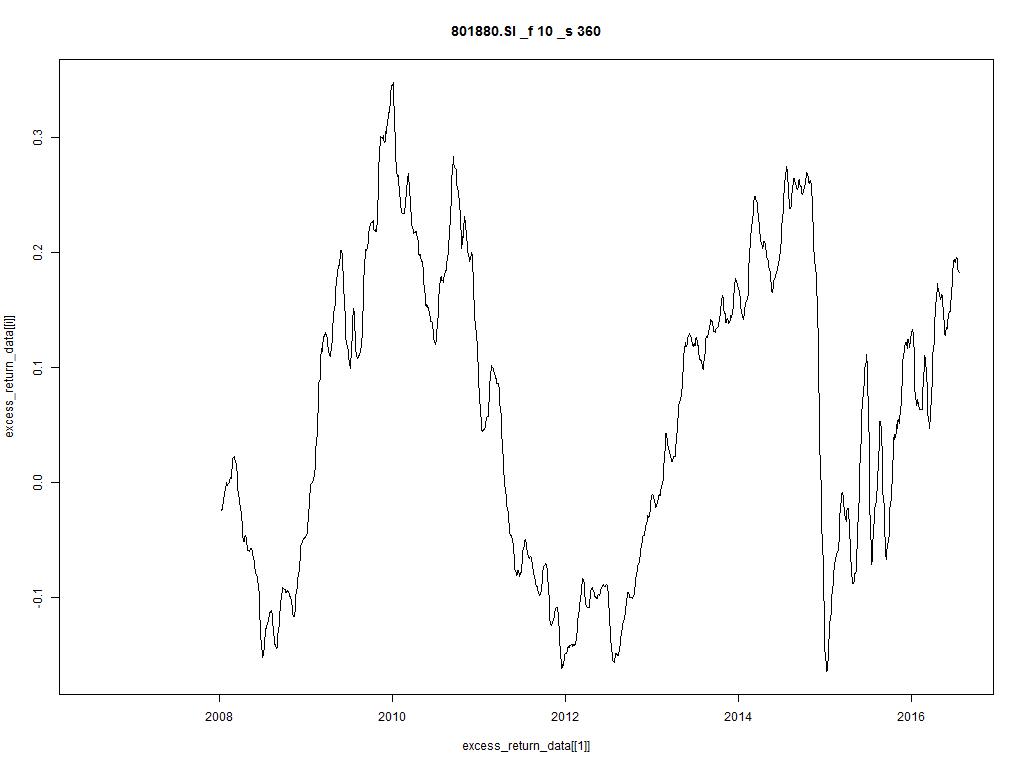 801880.SI _f 10 _s 360
excess_return_data[[i]]
0.3
0.2
0.1
0.0
-0.1
2008 2010 2012 2014 2016
excess_return_data[[1]]